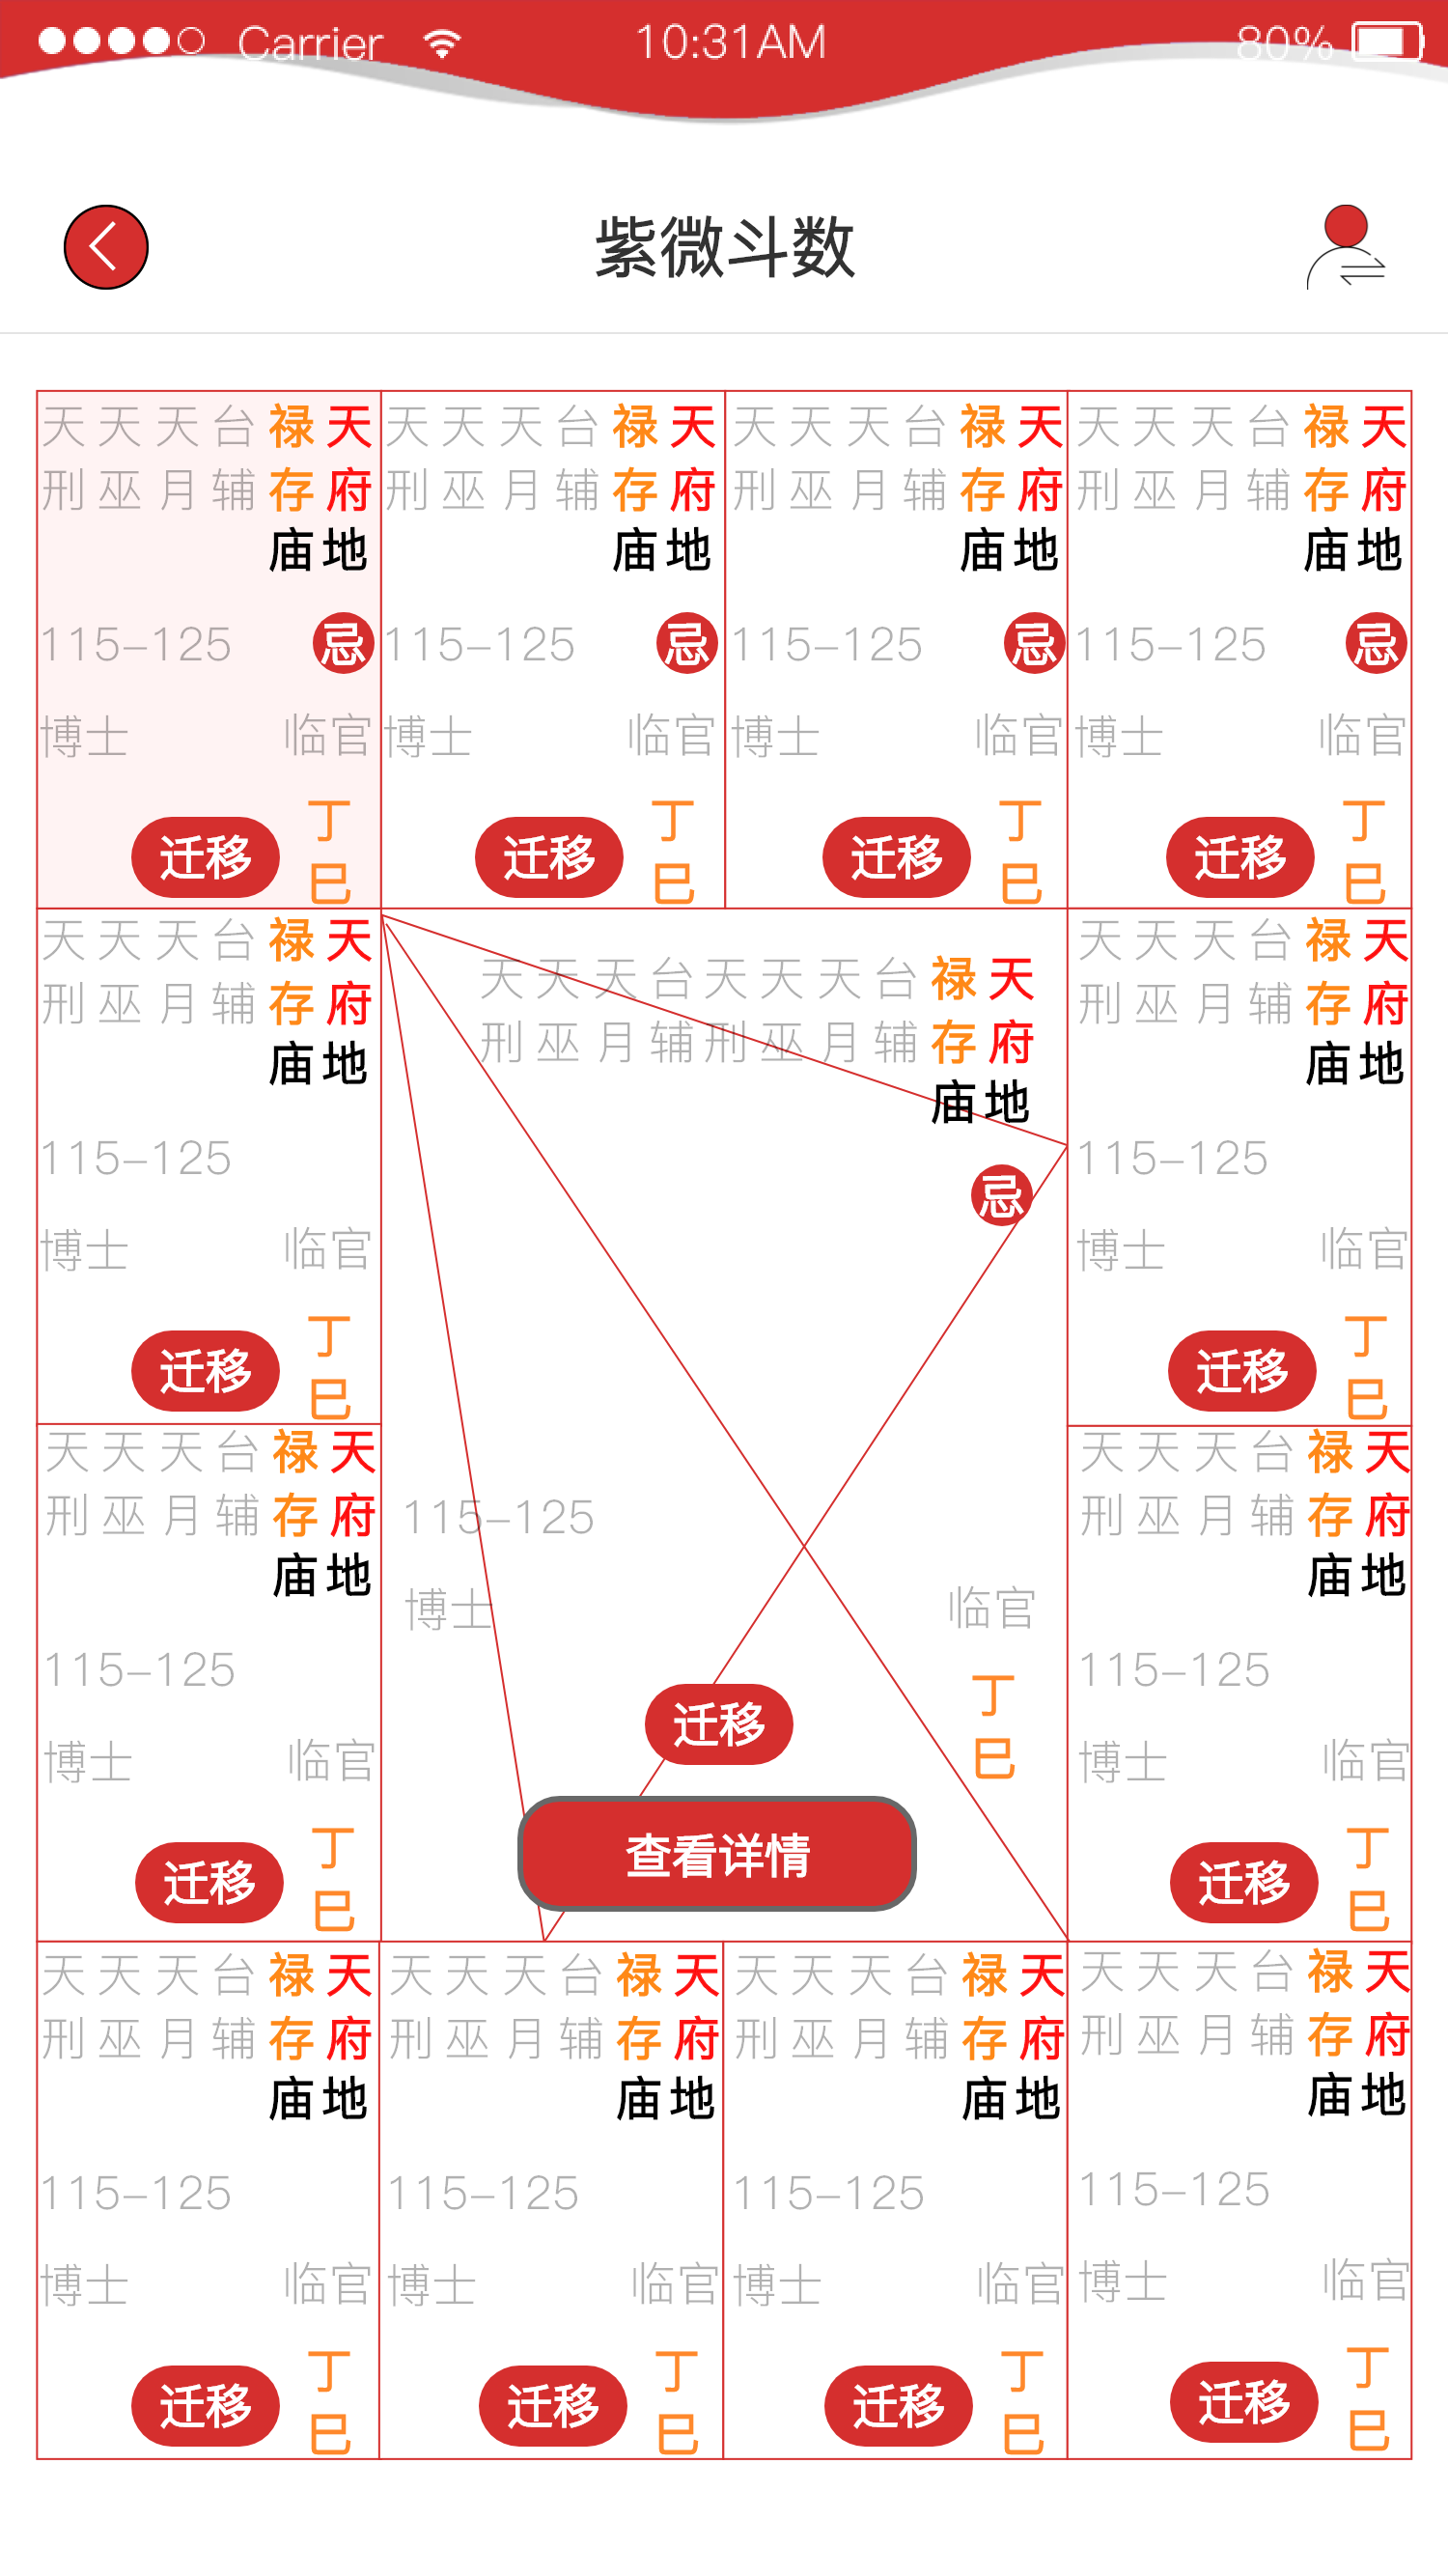 Carrier 10:31AM 80%
紫微斗数
天 天 天 台 禄 天 天 天 天 台 禄 天 天 天 天 台 禄 天 天 天 天 台 禄 天
刑 巫 月 辅 存 府 刑 巫 月 辅 存 府 刑 巫 月 辅 存 府 刑 巫 月 辅 存 府
庙 地 庙 地 庙 地 庙 地
115-125 忌 115-125 忌 115-125 忌 115-125 忌
博士 临官 博士 临官 博士 临官 博士 临官
迁移 丁巳 迁移 丁巳 迁移 丁巳 迁移 丁巳
天 天 天 台 禄 天
刑 巫 月 辅 存 府
庙 地
115-125
博士 临官
迁移 丁巳
天 天 天 台 天 天 天 台 禄 天
刑 巫 月 辅 刑 巫 月 辅 存 府
庙 地
忌
115-125
博士 临官
迁移 丁巳
查看详情
天 天 天 台 禄 天
刑 巫 月 辅 存 府
庙 地
115-125
博士 临官
迁移 丁巳
天 天 天 台 禄 天
刑 巫 月 辅 存 府
庙 地
115-125
博士 临官
迁移 丁巳
天 天 天 台 禄 天
刑 巫 月 辅 存 府
庙 地
115-125
博士 临官
迁移 丁巳
天 天 天 台 禄 天 天 天 天 台 禄 天 天 天 天 台 禄 天 天 天 天 台 禄 天
刑 巫 月 辅 存 府 刑 巫 月 辅 存 府 刑 巫 月 辅 存 府 刑 巫 月 辅 存 府
庙 地 庙 地 庙 地 庙 地
115-125 115-125 115-125 115-125
博士 临官 博士 临官 博士 临官 博士 临官
迁移 丁巳 迁移 丁巳 迁移 丁巳 迁移 丁巳